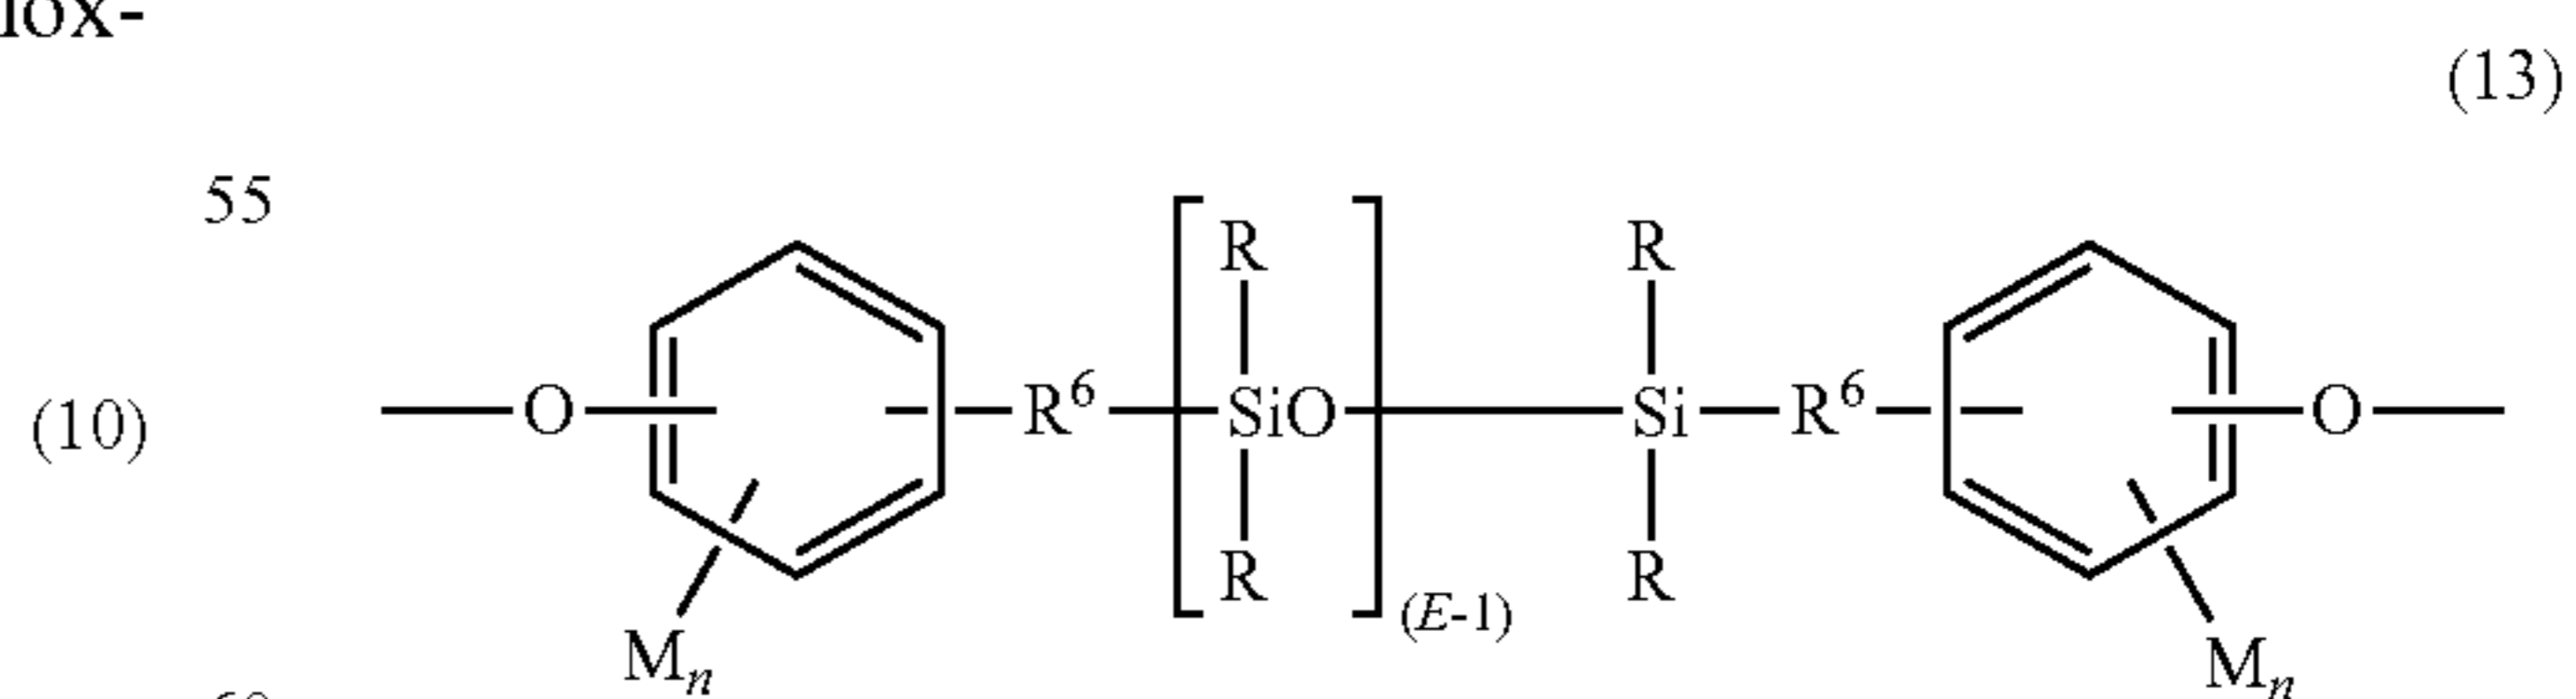 lox-
(13)
55
R R
(10) O R⁶ SiO Si R⁶ O
R R
(E-1)
Mₙ Mₙ